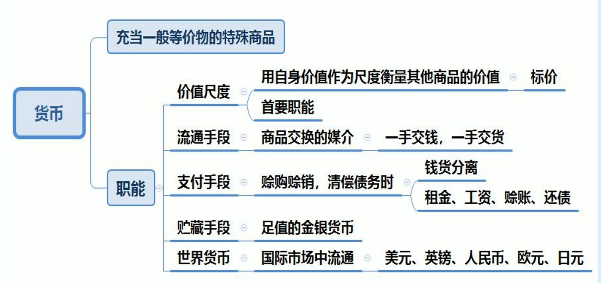 货币
充当一般等价物的特殊商品
职能
价值尺度
用自身价值作为尺度衡量其他商品的价值
标价
首要职能
流通手段
商品交换的媒介
一手交钱，一手交货
支付手段
赊购赊销，清偿债务时
钱货分离
租金、工资、赊账、还债
贮藏手段
足值的金银货币
世界货币
国际市场中流通
美元、英镑、人民币、欧元、日元